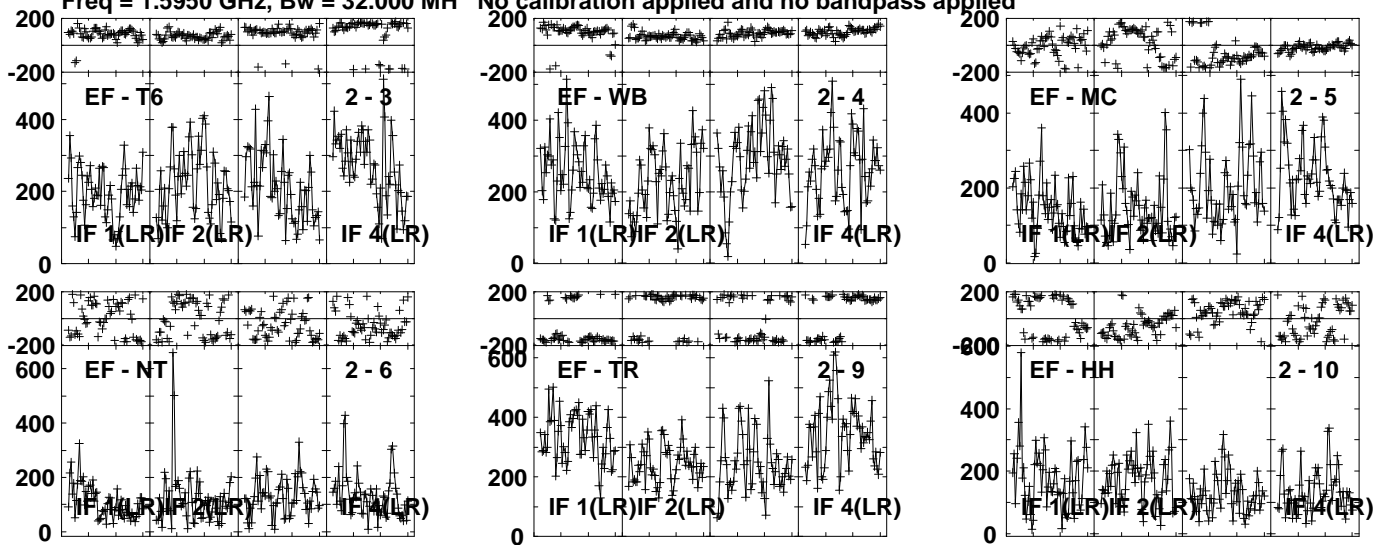 Freq = 1.5950 GHz, Bw = 32.000 MH No calibration applied and no bandpass applied
200
-200
400
200
0
EF - T6 2 - 3
IF 1(LR) IF 2(LR) IF 4(LR)
200
-200
400
200
0
EF - WB 2 - 4
IF 1(LR) IF 2(LR) IF 4(LR)
200
-200
400
200
0
EF - MC 2 - 5
IF 1(LR) IF 2(LR) IF 4(LR)
200
-200
600
400
200
0
EF - NT 2 - 6
IF 1(LR) IF 2(LR) IF 4(LR)
200
-200
600
400
200
0
EF - TR 2 - 9
IF 1(LR) IF 2(LR) IF 4(LR)
200
-200
600
400
200
0
EF - HH 2 - 10
IF 1(LR) IF 2(LR) IF 4(LR)